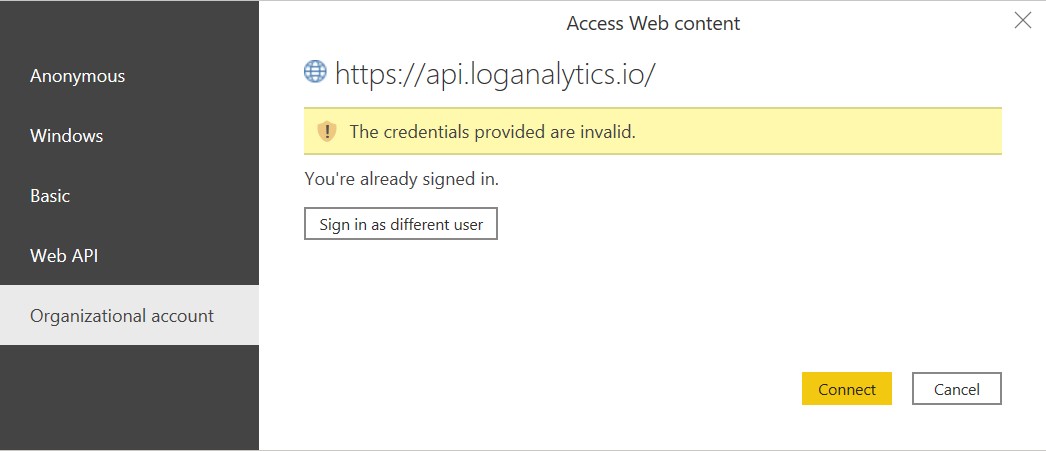 Access Web content
Anonymous
Windows
Basic
Web API
Organizational account
https://api.loganalytics.io/
The credentials provided are invalid.
You're already signed in.
Sign in as different user
Connect
Cancel